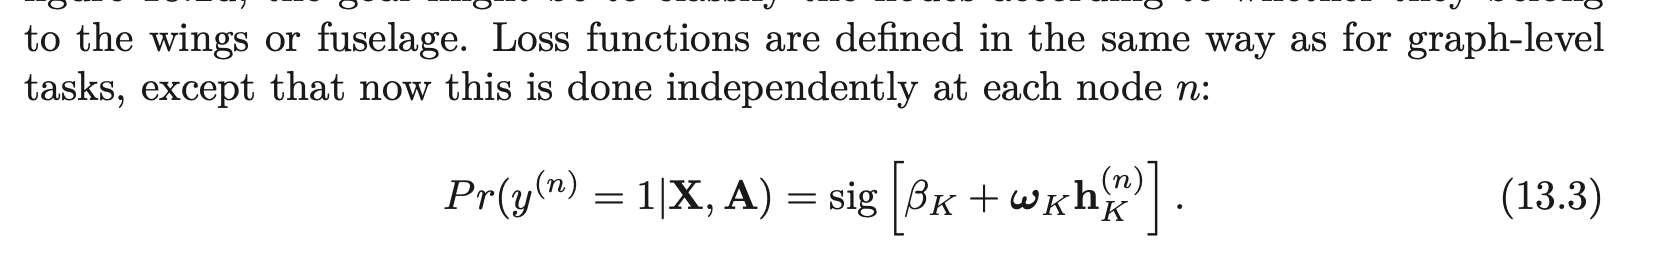 to the wings or fuselage. Loss functions are defined in the same way as for graph-level
tasks, except that now this is done independently at each node n:
Pr(y^{(n)} = 1|𝐗, 𝐀) = sig [β_K + 𝝎_K 𝐡_K^{(n)}] . (13.3)